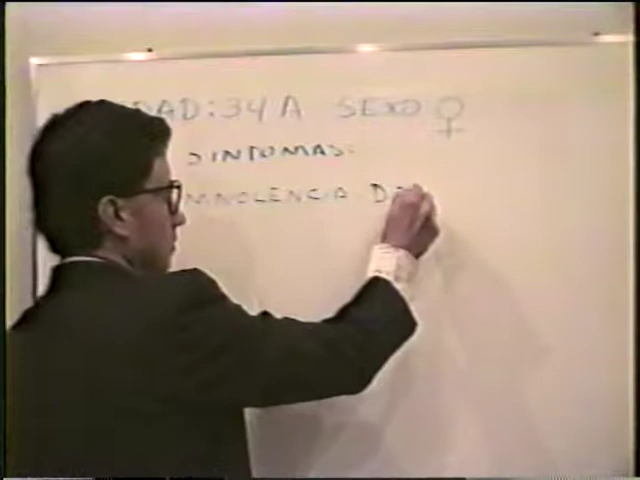 DAD: 34 A SEXO ♀
SINTOMAS:
MNOLENCIA D